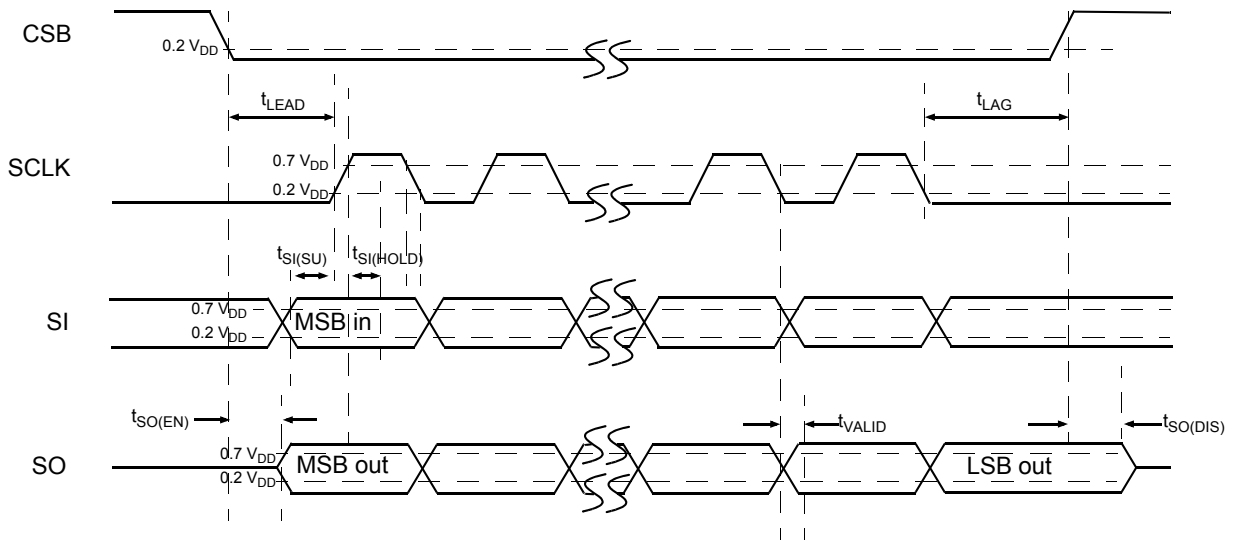 CSB
0.2 VDD
tLEAD
tLAG
SCLK
0.7 VDD
0.2 VDD
tSI(SU)
tSI(HOLD)
SI
0.7 VDD
0.2 VDD
MSB in
tSO(EN)
tVALID
tSO(DIS)
SO
0.7 VDD
0.2 VDD
MSB out
LSB out